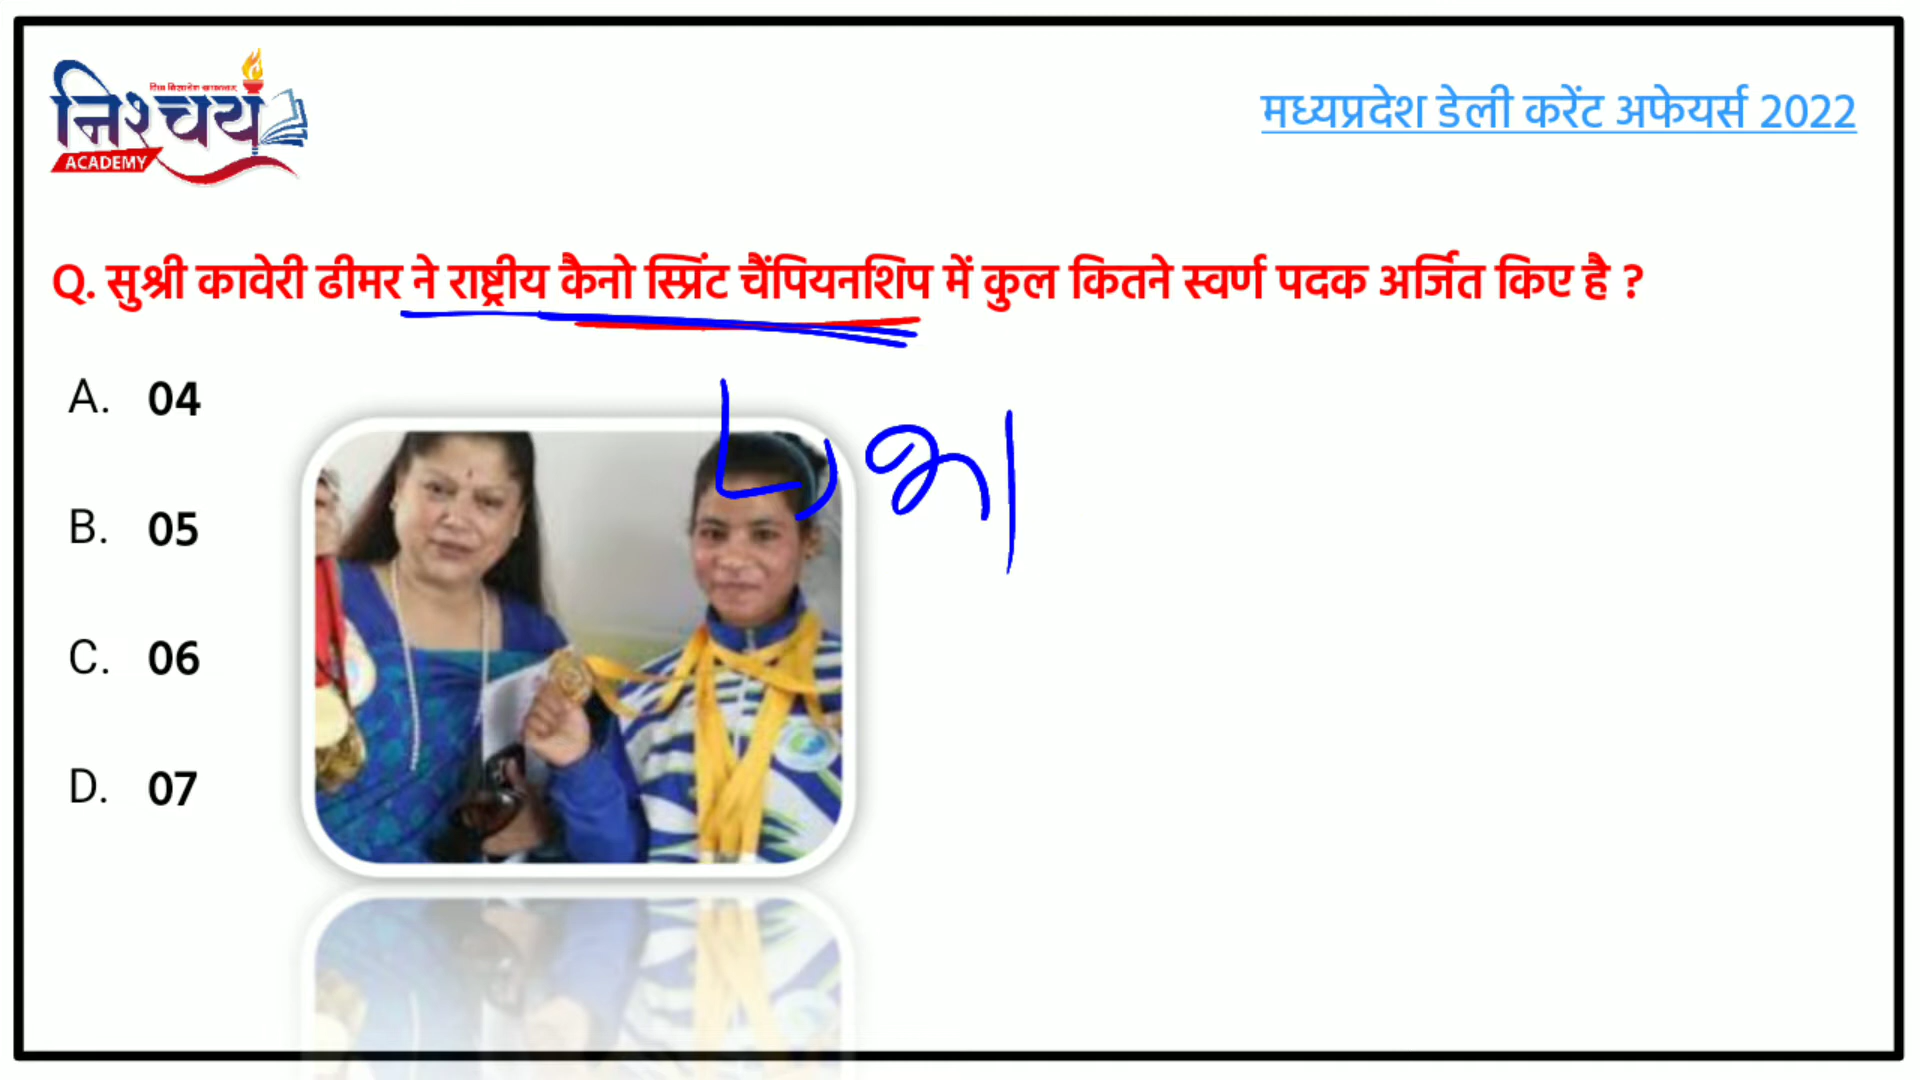 निश्चय
ACADEMY
मध्यप्रदेश डेली करेंट अफेयर्स 2022
Q. सुश्री कावेरी ढीमर ने राष्ट्रीय कैनो स्प्रिंट चैंपियनशिप में कुल कितने स्वर्ण पदक अर्जित किए है ?
A. 04
B. 05
C. 06
D. 07